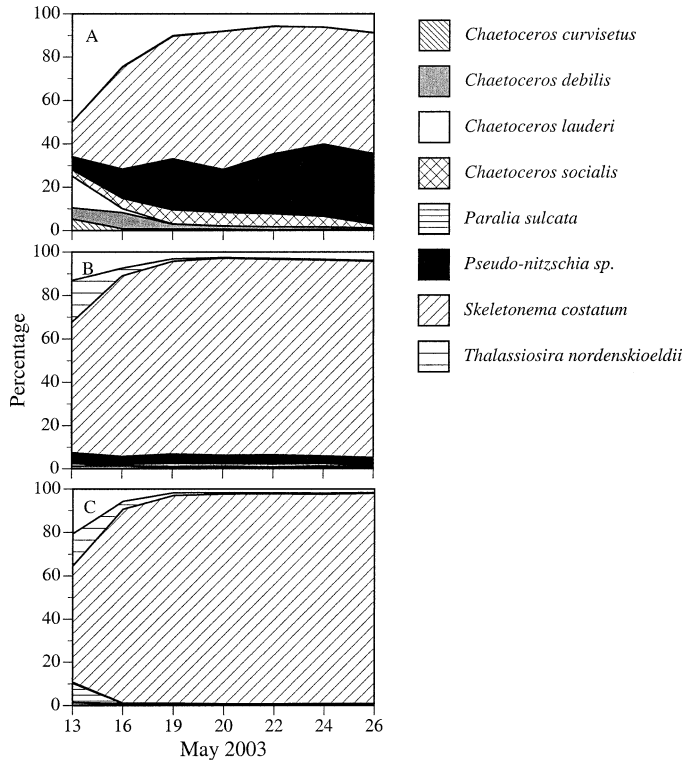 100
A
80
60
40
20
0
100
B
80
60
40
20
0
100
C
80
60
40
20
0
13 16 19 20 22 24 26
May 2003
Percentage
Chaetoceros curvisetus
Chaetoceros debilis
Chaetoceros lauderi
Chaetoceros socialis
Paralia sulcata
Pseudo-nitzschia sp.
Skeletonema costatum
Thalassiosira nordenskioeldii